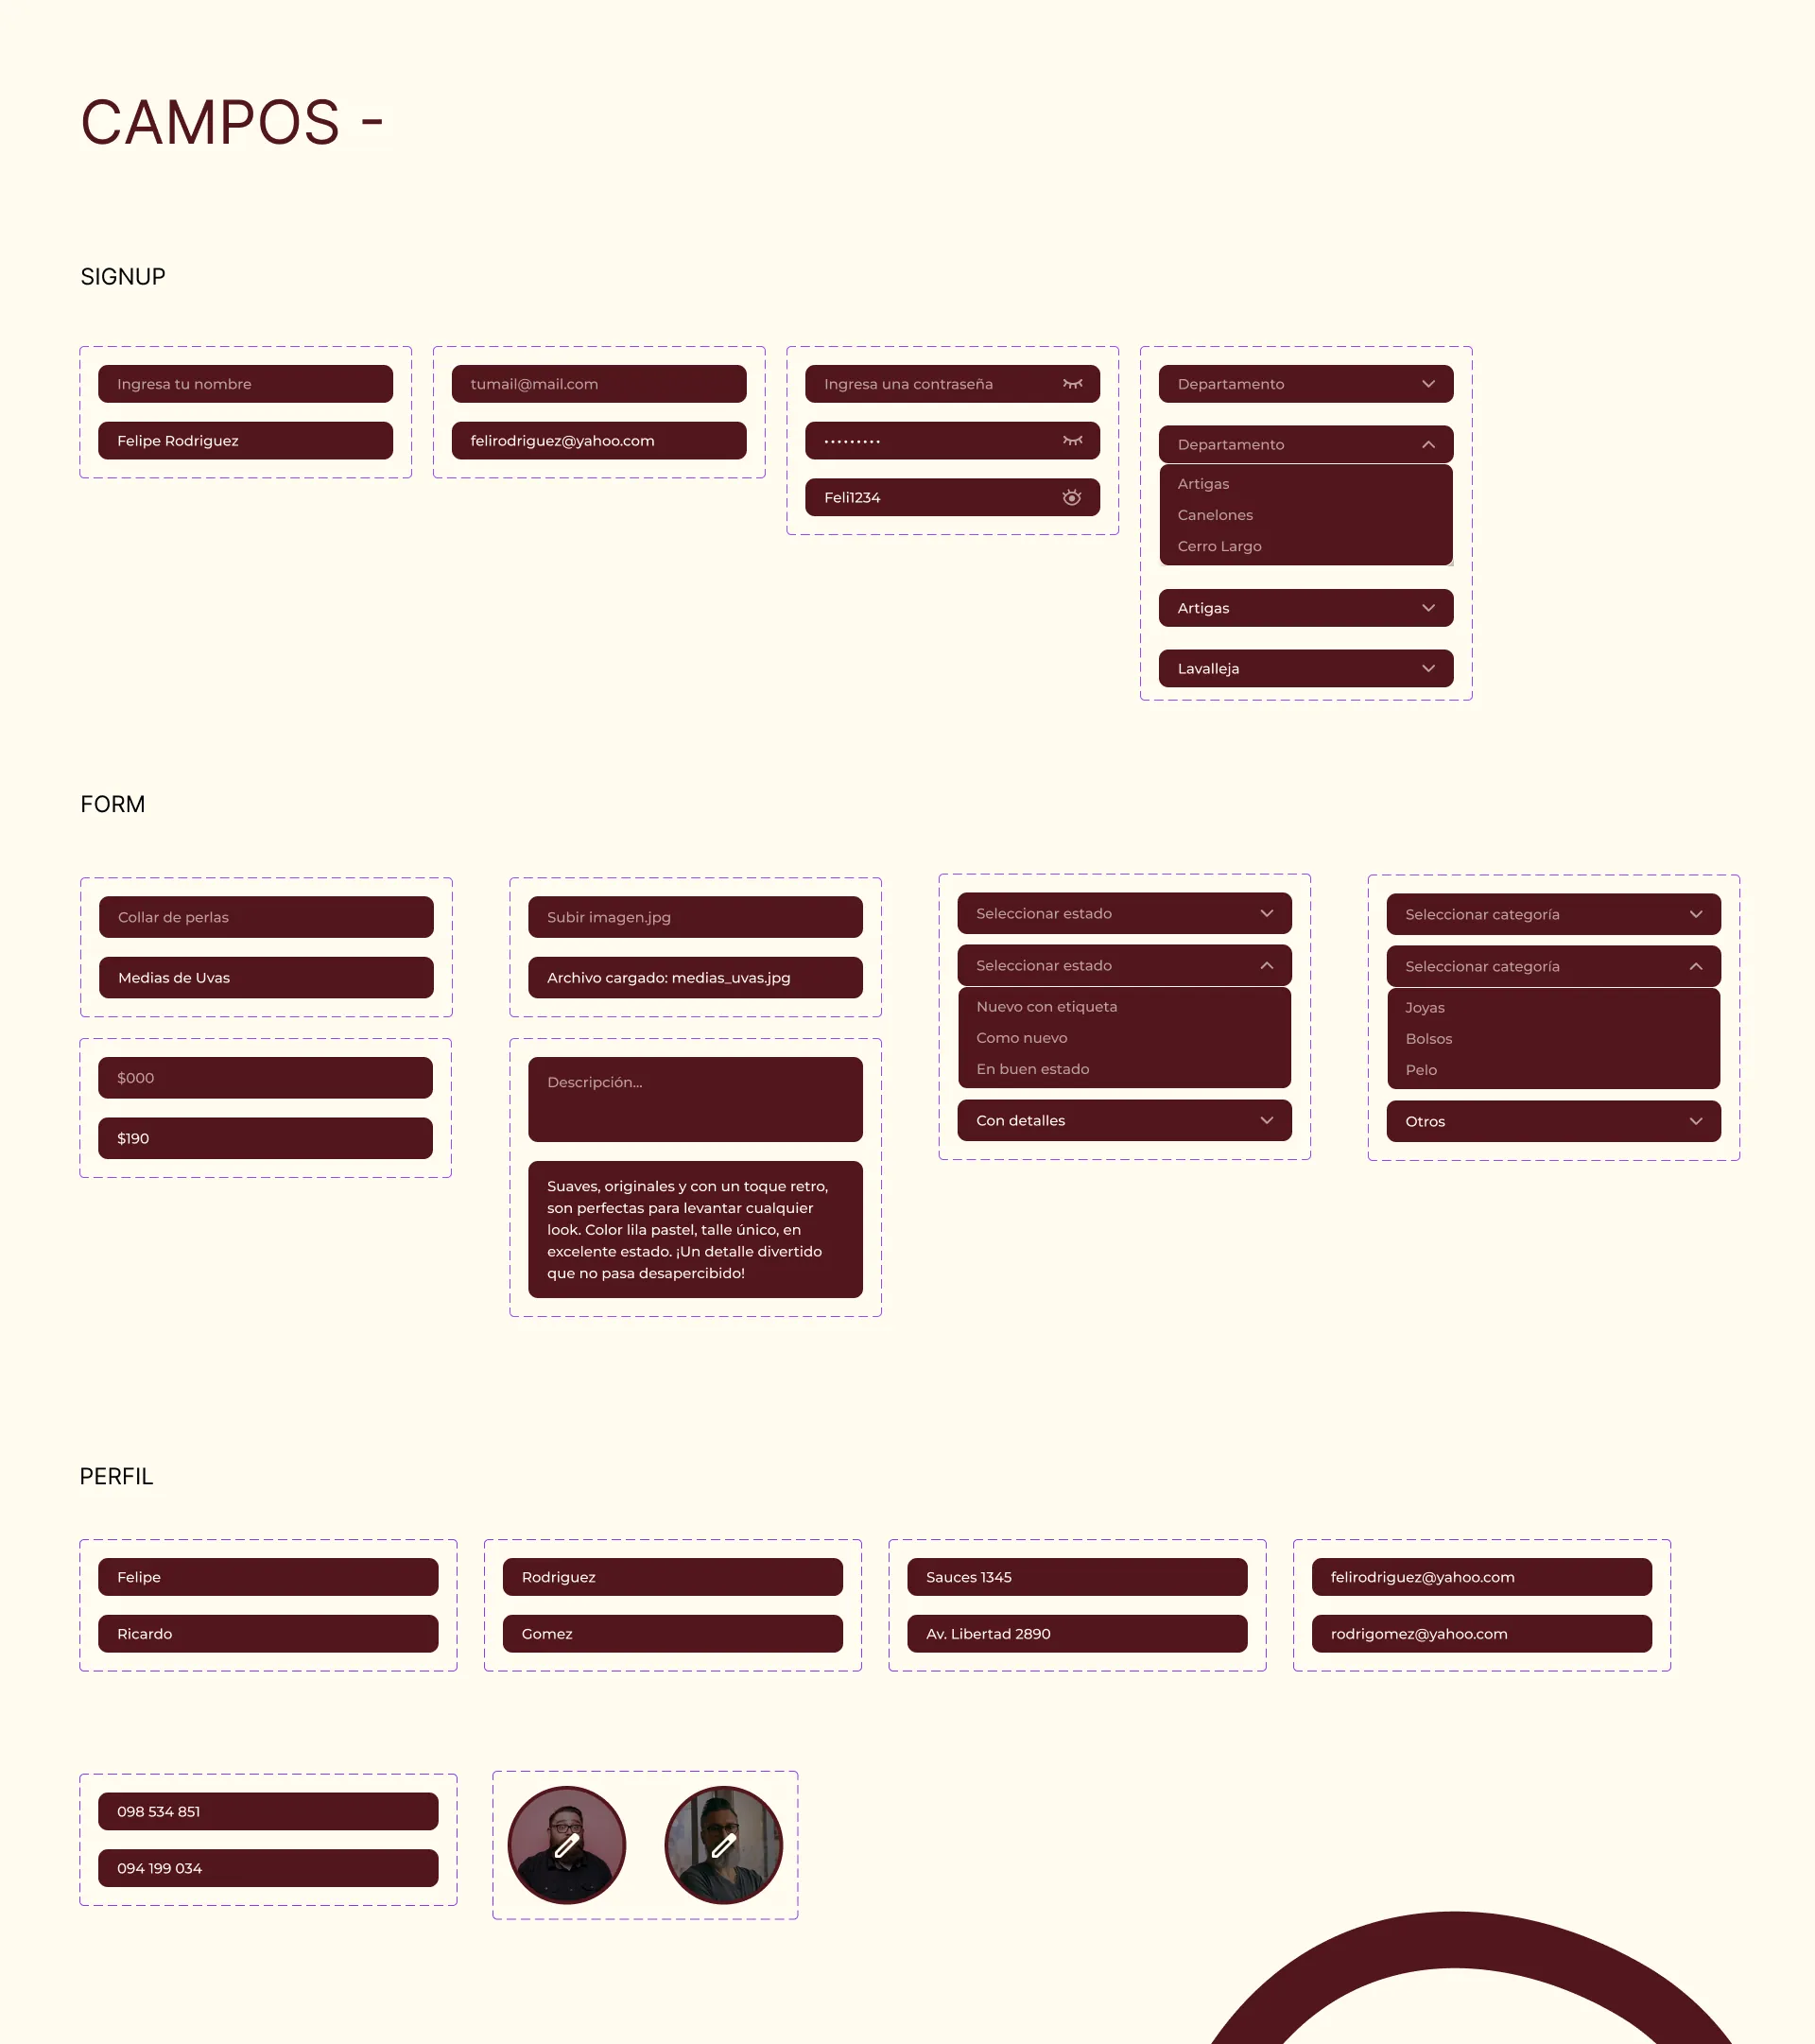 CAMPOS -
SIGNUP
Ingresa tu nombre
Felipe Rodriguez
tumail@mail.com
felirodriguez@yahoo.com
Ingresa una contraseña
•••••••••
Feli1234
Departamento
Departamento
Artigas
Canelones
Cerro Largo
Artigas
Lavalleja
FORM
Collar de perlas
Medias de Uvas
$000
$190
Subir imagen.jpg
Archivo cargado: medias_uvas.jpg
Descripción...
Suaves, originales y con un toque retro,
son perfectas para levantar cualquier
look. Color lila pastel, talle único, en
excelente estado. ¡Un detalle divertido
que no pasa desapercibido!
Seleccionar estado
Seleccionar estado
Nuevo con etiqueta
Como nuevo
En buen estado
Con detalles
Seleccionar categoría
Seleccionar categoría
Joyas
Bolsos
Pelo
Otros
PERFIL
Felipe
Ricardo
Rodriguez
Gomez
Sauces 1345
Av. Libertad 2890
felirodriguez@yahoo.com
rodrigomez@yahoo.com
098 534 851
094 199 034